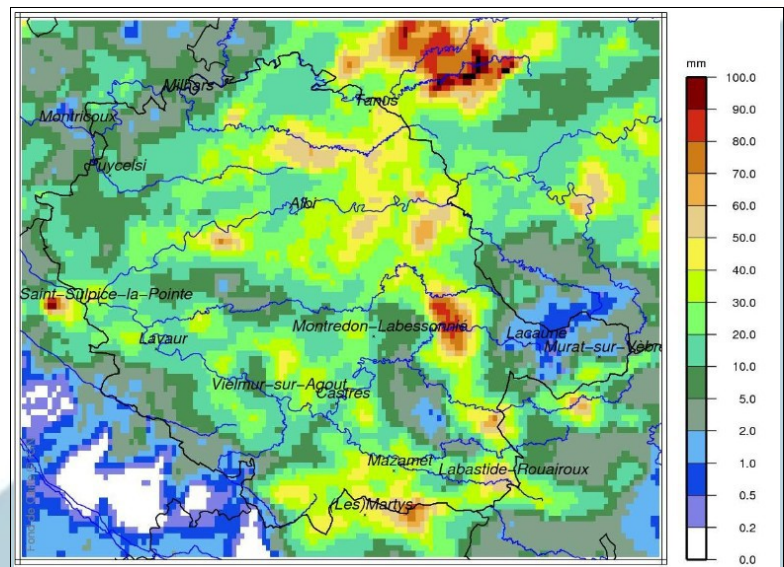 mm
100.0
90.0
80.0
70.0
60.0
50.0
40.0
30.0
20.0
10.0
5.0
2.0
1.0
0.5
0.2
0.0
Milhars
Tanus
Montricoux
Puycelsi
Albi
Saint-Sulpice-la-Pointe
Montredon-Labessonnié
Lacaune
Lavaur
Murat-sur-Vèbre
Vielmur-sur-Agout
Castres
Mazamet
Labastide-Rouairoux
(Les)Martys
Fond de